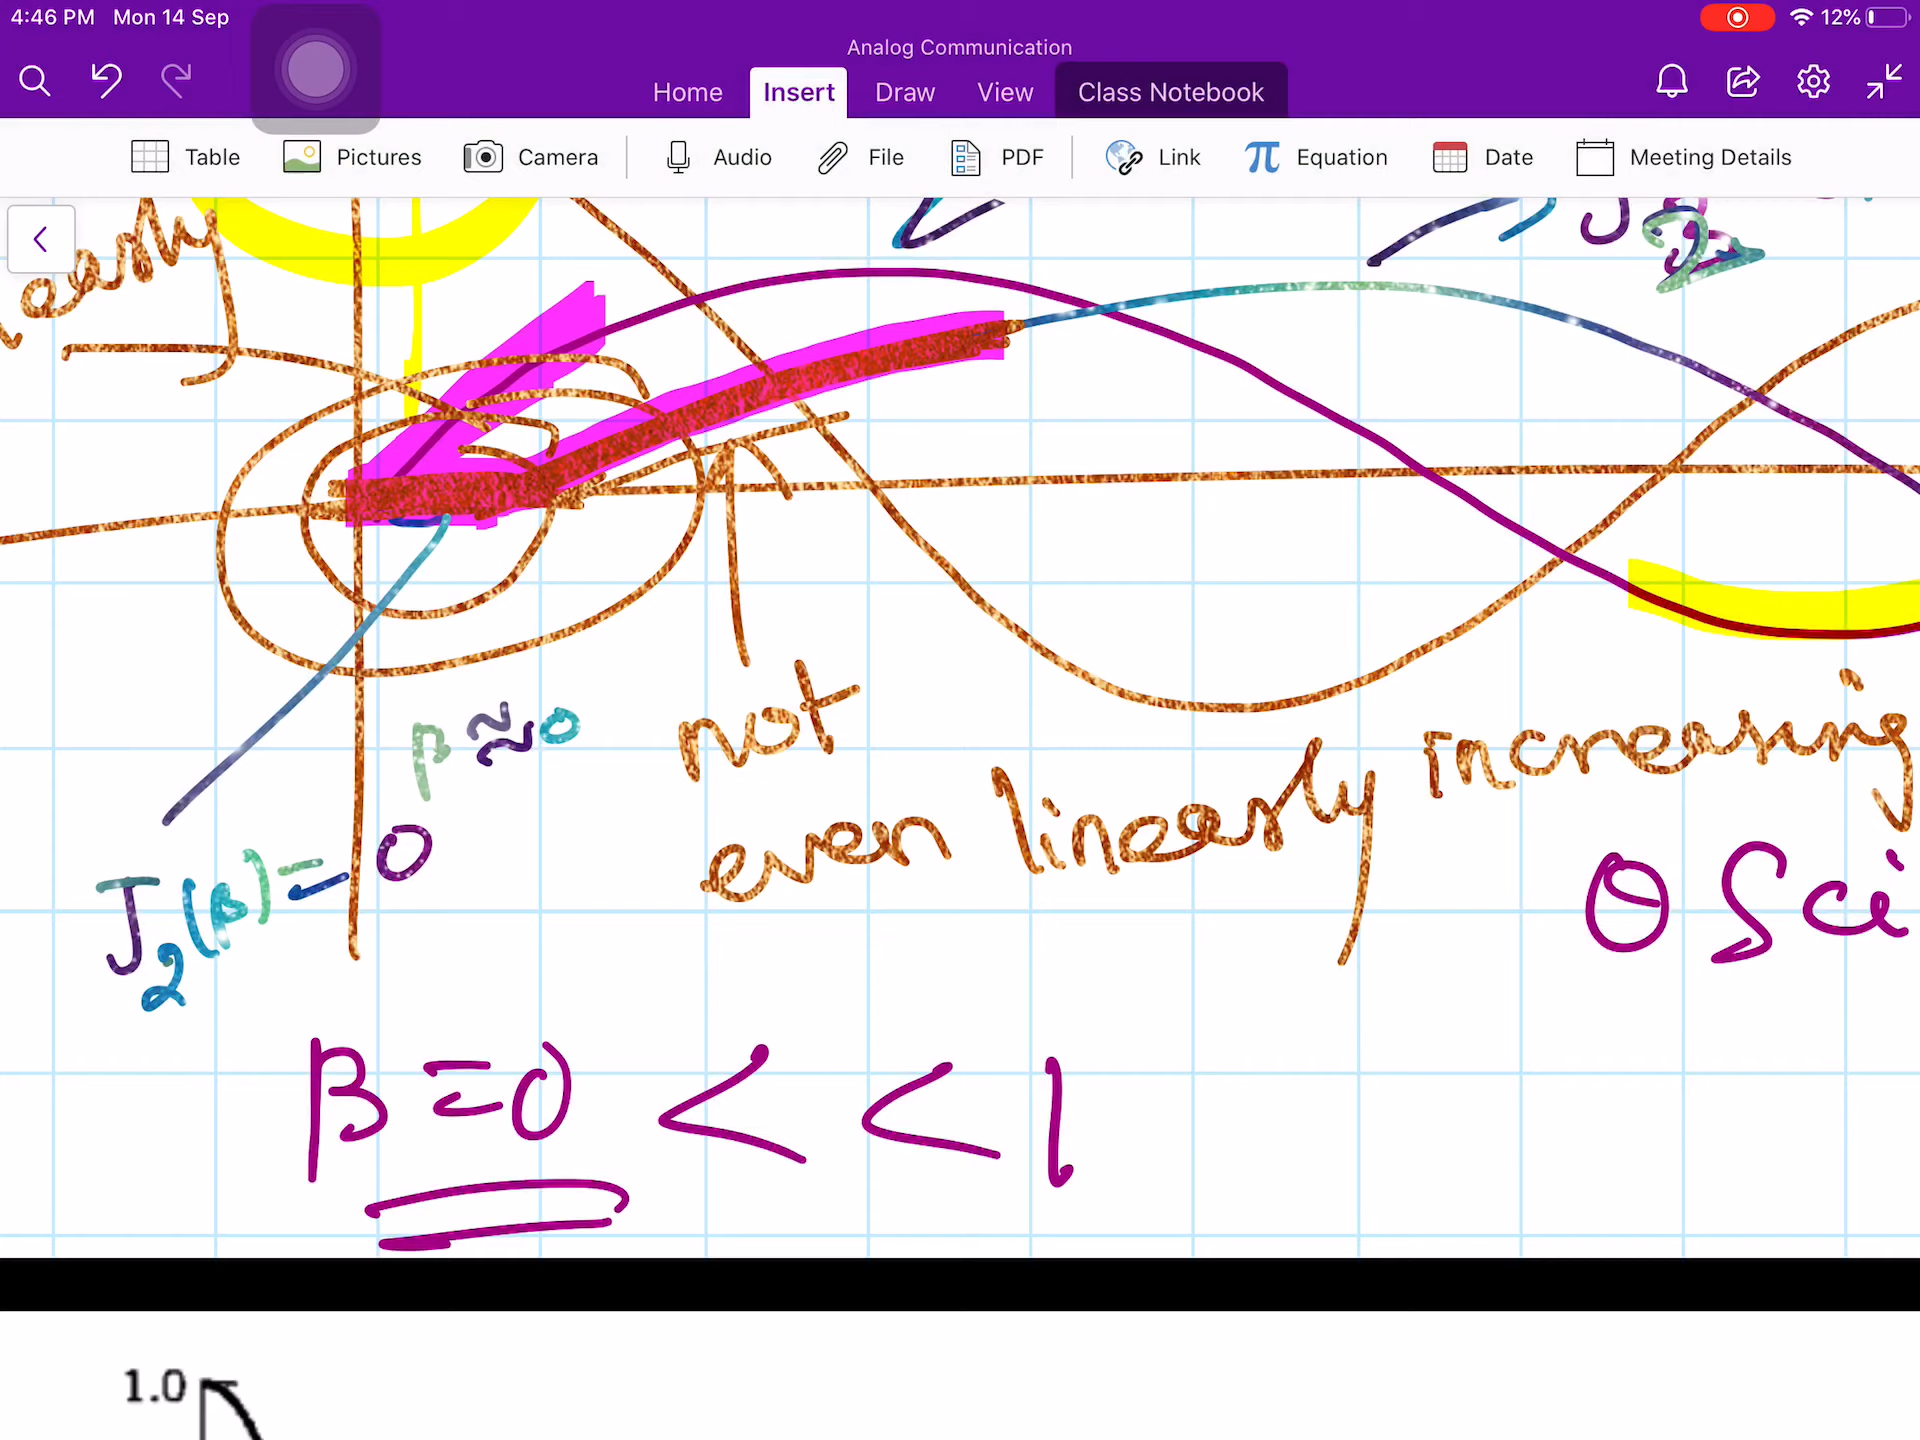 4:46 PM Mon 14 Sep 12%
Analog Communication
Home Insert Draw View Class Notebook
Table Pictures Camera Audio File PDF Link Equation Date Meeting Details
β ≈ 0
not
even linearly increasing
J2(β) = 0
OSci
β = 0 < < 1
1.0